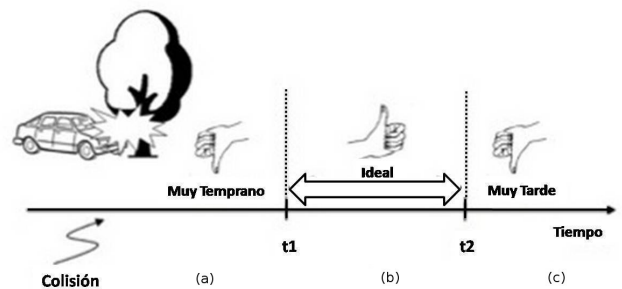 Ideal
Muy Temprano
Muy Tarde
Tiempo
t1
t2
Colisión
(a)
(b)
(c)